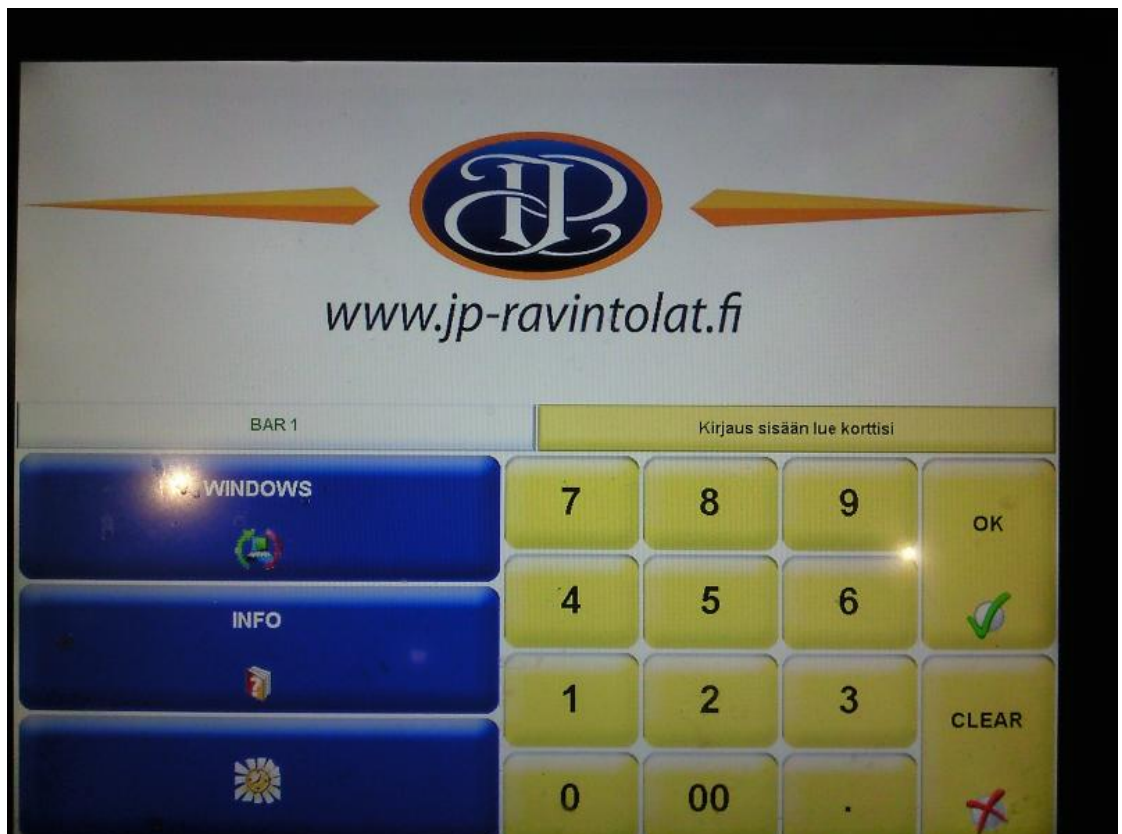 JP
www.jp-ravintolat.fi
BAR 1
Kirjaus sisään lue korttisi
WINDOWS
7 8 9 OK
INFO
4 5 6
1 2 3 CLEAR
0 00 .